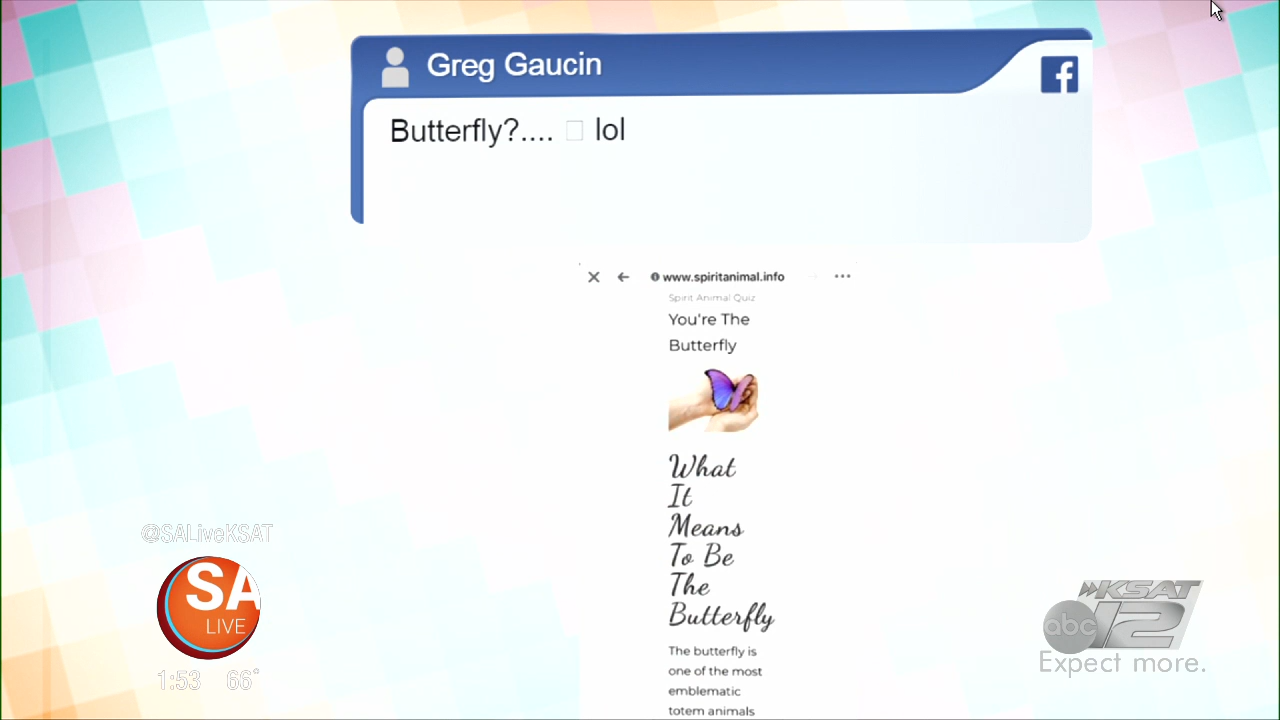 Greg Gaucin
f
Butterfly?.... lol
www.spiritanimal.info
Spirit Animal Quiz
You're The
Butterfly
What
It
Means
To Be
The
Butterfly
The butterfly is
one of the most
emblematic
totem animals
@SALiveKSAT
SA
LIVE
1:53 66°
KSAT
abc 12
Expect more.